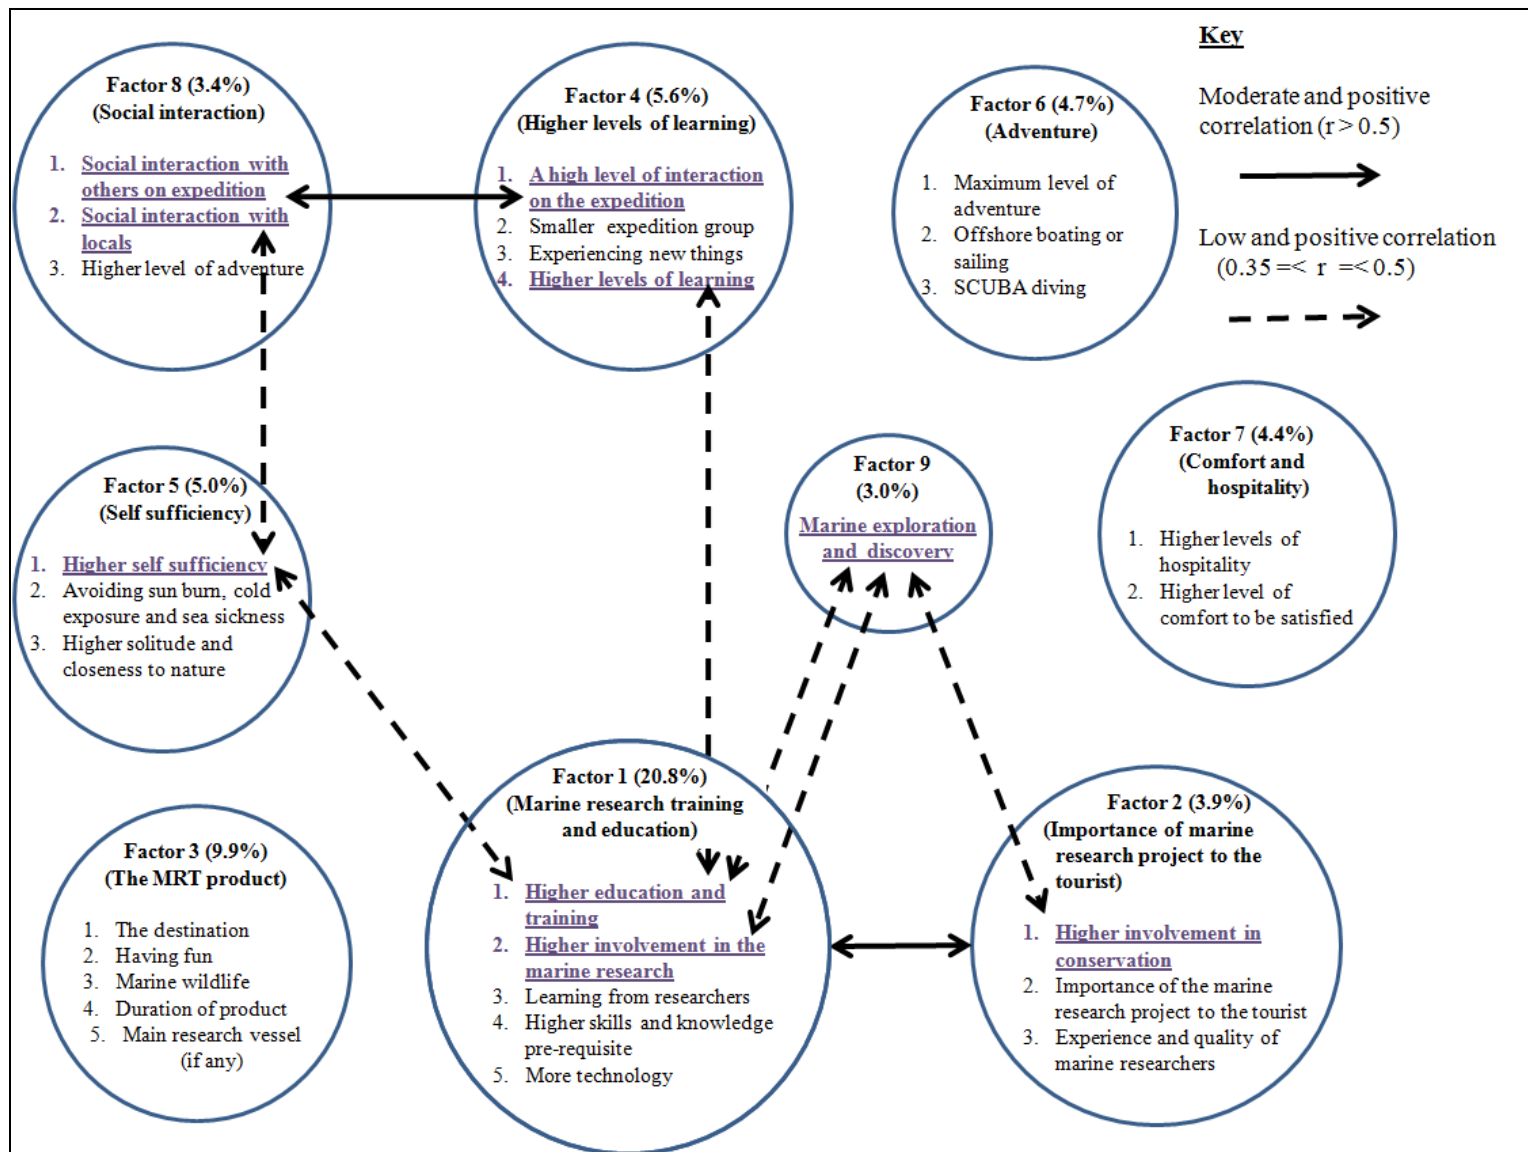 Key
Moderate and positive
correlation (r > 0.5)
Low and positive correlation
(0.35 =< r =< 0.5)
Factor 8 (3.4%)
(Social interaction)
1. Social interaction with
others on expedition
2. Social interaction with
locals
3. Higher level of adventure
Factor 4 (5.6%)
(Higher levels of learning)
1. A high level of interaction
on the expedition
2. Smaller expedition group
3. Experiencing new things
4. Higher levels of learning
Factor 6 (4.7%)
(Adventure)
1. Maximum level of
adventure
2. Offshore boating or
sailing
3. SCUBA diving
Factor 5 (5.0%)
(Self sufficiency)
1. Higher self sufficiency
2. Avoiding sun burn, cold
exposure and sea sickness
3. Higher solitude and
closeness to nature
Factor 9
(3.0%)
Marine exploration
and discovery
Factor 7 (4.4%)
(Comfort and
hospitality)
1. Higher levels of
hospitality
2. Higher level of
comfort to be satisfied
Factor 3 (9.9%)
(The MRT product)
1. The destination
2. Having fun
3. Marine wildlife
4. Duration of product
5. Main research vessel
(if any)
Factor 1 (20.8%)
(Marine research training
and education)
1. Higher education and
training
2. Higher involvement in the
marine research
3. Learning from researchers
4. Higher skills and knowledge
pre-requisite
5. More technology
Factor 2 (3.9%)
(Importance of marine
research project to the
tourist)
1. Higher involvement in
conservation
2. Importance of the marine
research project to the tourist
3. Experience and quality of
marine researchers